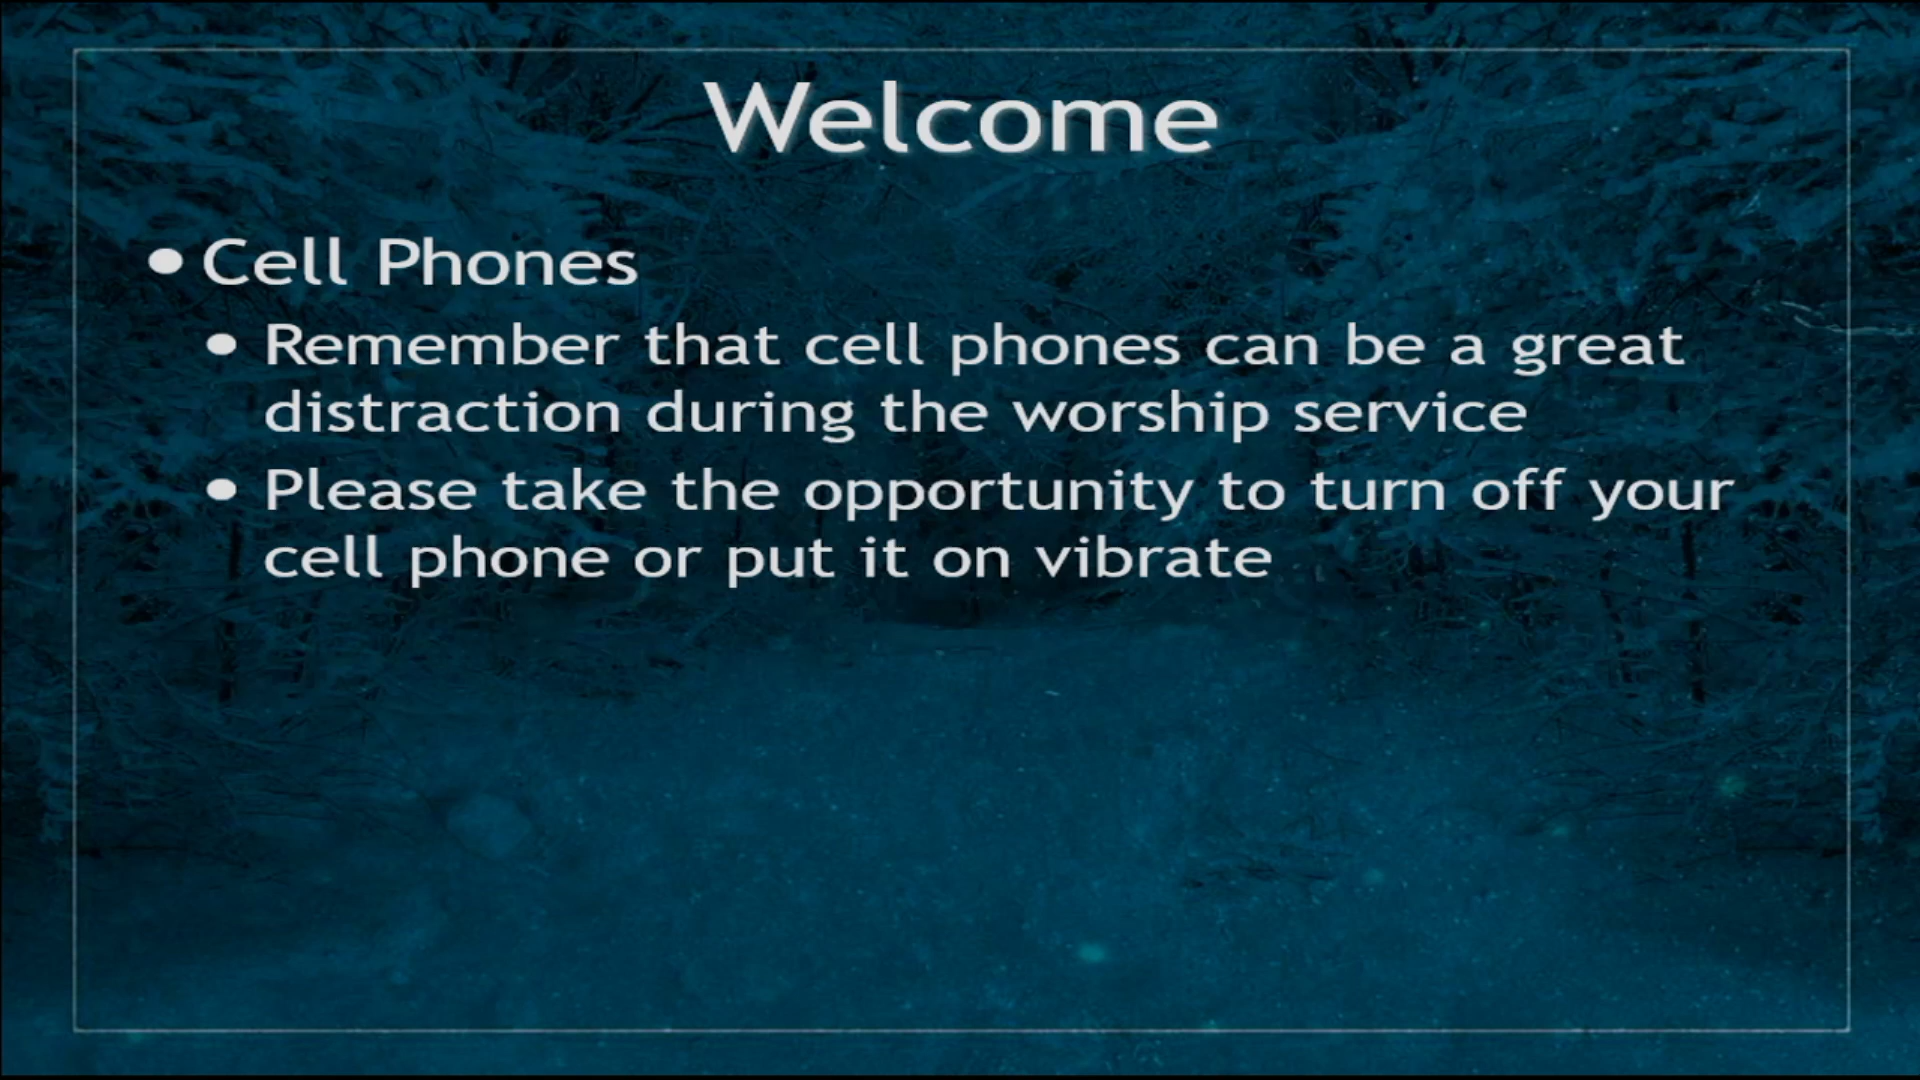 Welcome
• Cell Phones
• Remember that cell phones can be a great
distraction during the worship service
• Please take the opportunity to turn off your
cell phone or put it on vibrate